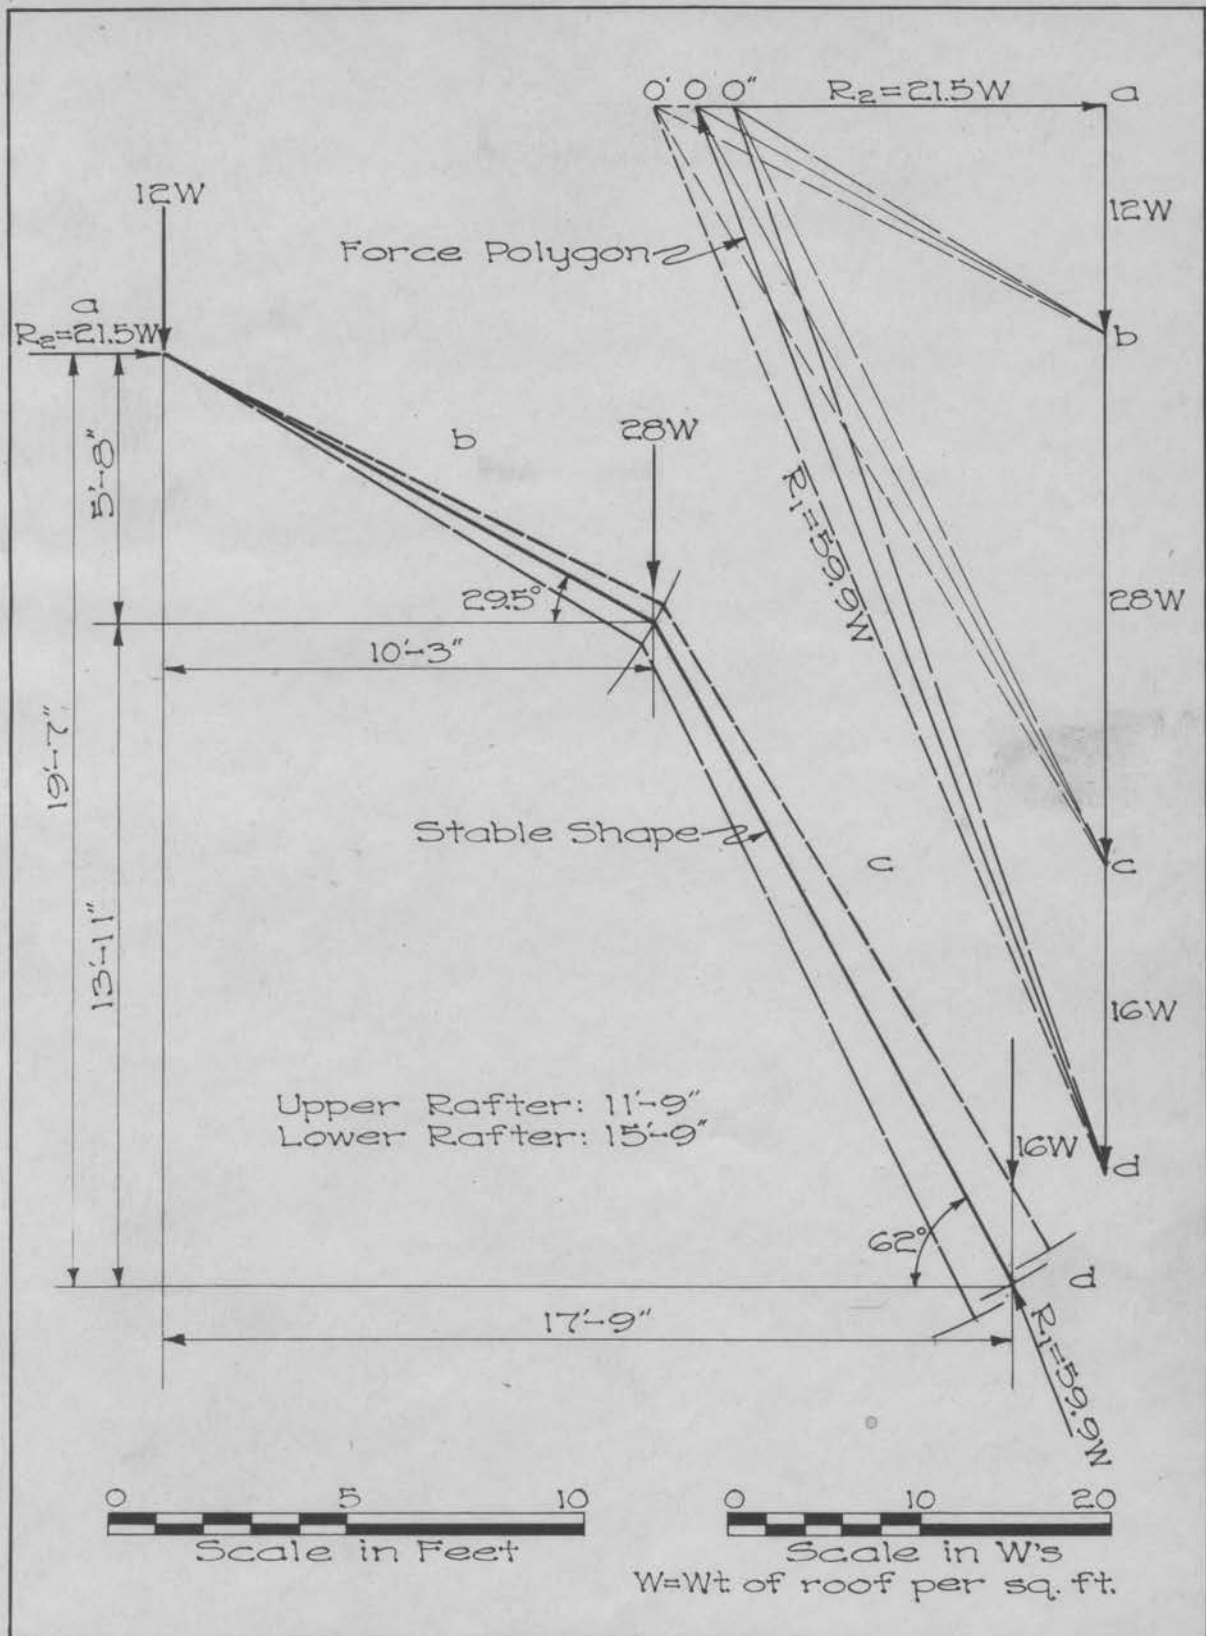 O' O O"
R2=21.5W
a
12W
12W
Force Polygon
a
R2=21.5W
b
b
28W
5'-8"
R1=59.9W
29.5°
28W
10'-3"
19'-7"
Stable Shape
c
c
13'-11"
16W
Upper Rafter: 11'-9"
Lower Rafter: 15'-9"
16W
d
62°
d
17'-9"
R1=59.9W
0 5 10
Scale in Feet
0 10 20
Scale in W's
W=Wt of roof per sq. ft.